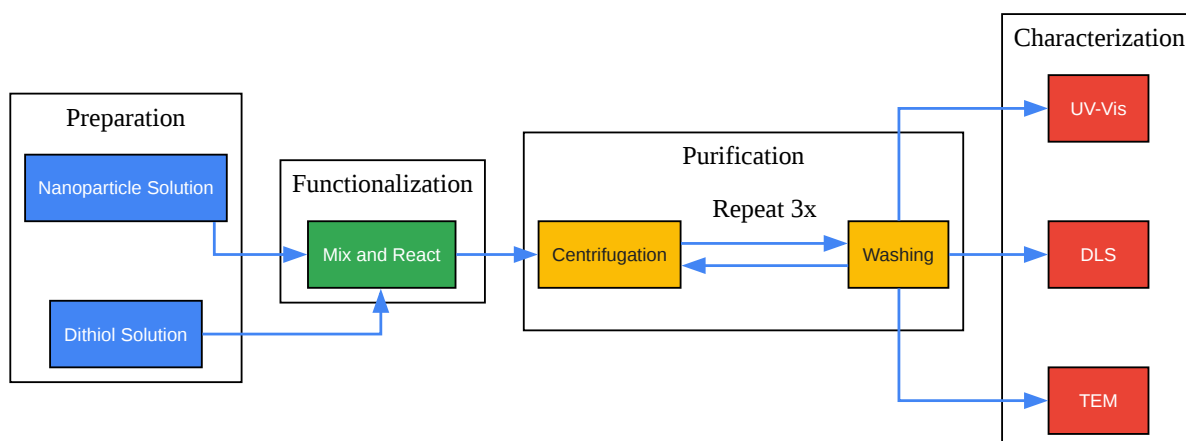 Preparation
Nanoparticle Solution
Dithiol Solution
Functionalization
Mix and React
Purification
Repeat 3x
Centrifugation
Washing
Characterization
UV-Vis
DLS
TEM